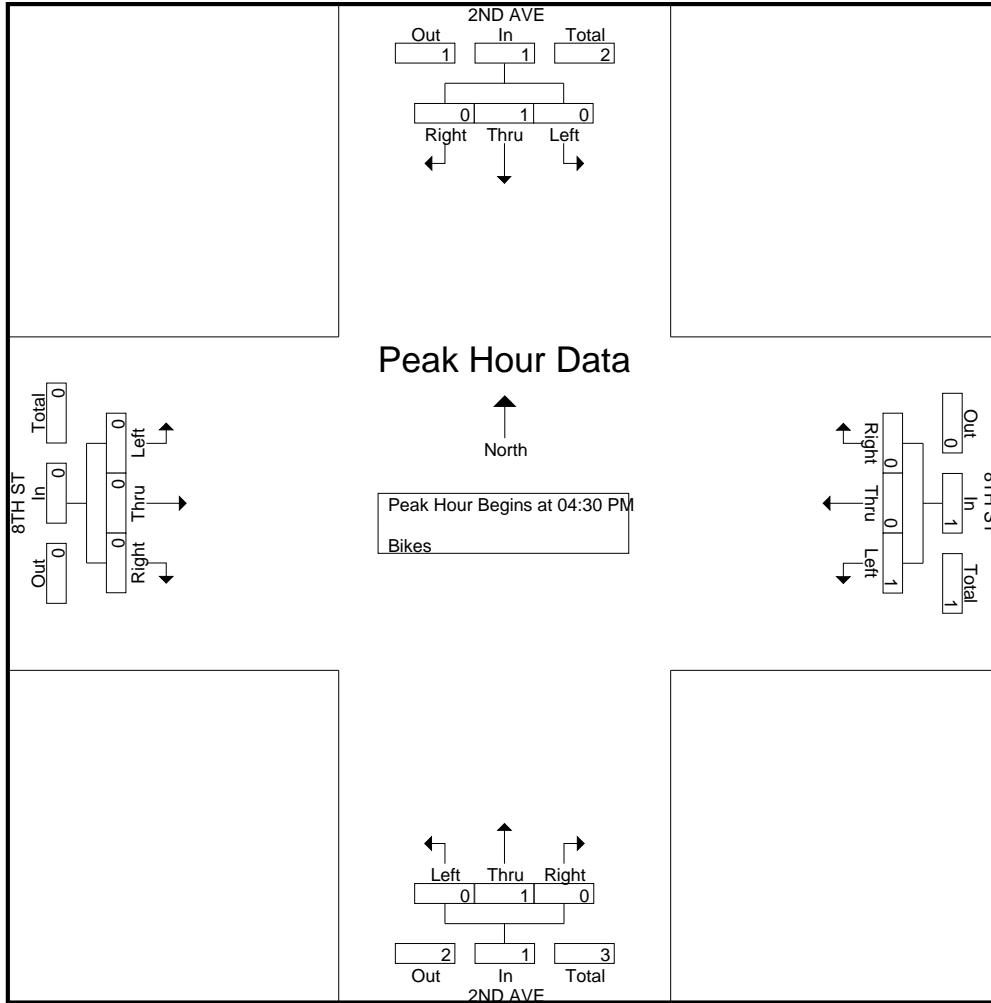 2ND AVE
Out In Total
1 1 2
0 1 0
Right Thru Left
Peak Hour Data
North
Peak Hour Begins at 04:30 PM
Bikes
8TH ST
Out In Total
0 0 0
Right Thru Left
0 0 0
8TH ST
Out In Total
0 1 1
Right Thru Left
0 0 1
Left Thru Right
0 1 0
2 1 3
Out In Total
2ND AVE